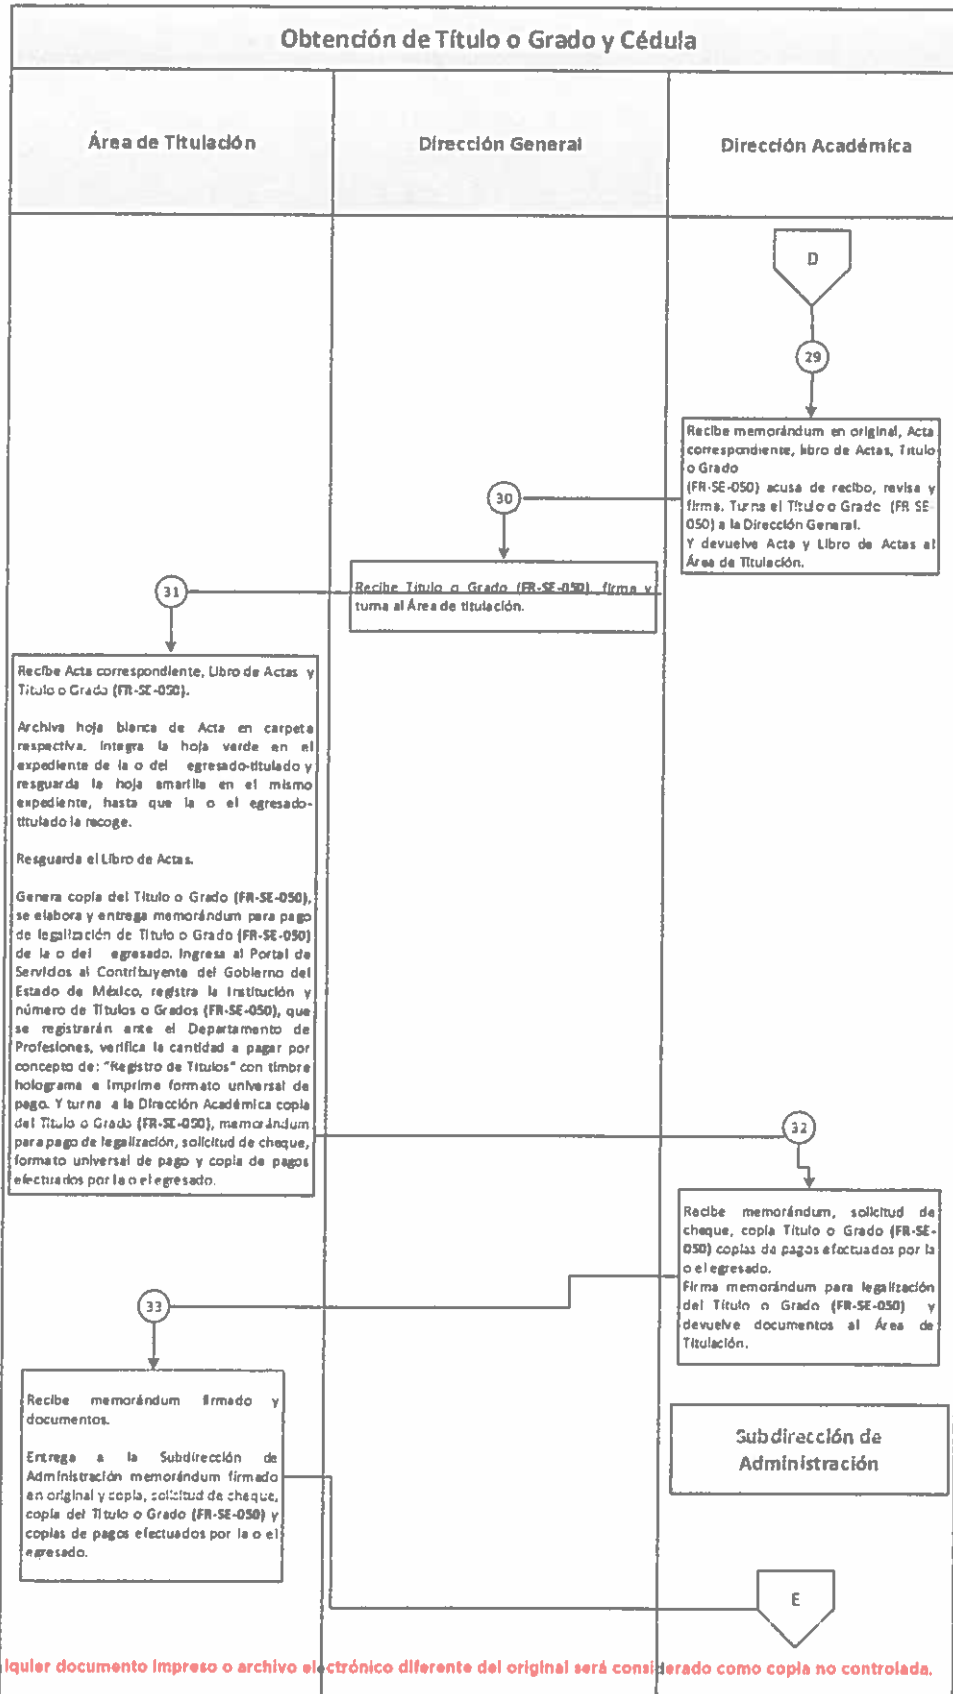 Obtención de Título o Grado y Cédula
Área de Titulación
Dirección General
Dirección Académica
D
29
Recibe memorándum en original, Acta
correspondiente, libro de Actas, Título
o Grado
(FR-SE-050) acusa de recibo, revisa y
firma. Turna el Título o Grado (FR SE-
050) a la Dirección General.
Y devuelve Acta y Libro de Actas al
Área de Titulación.
30
Recibe Título o Grado (FR-SE-050), firma y
turna al Área de titulación.
31
Recibe Acta correspondiente, Libro de Actas y
Título o Grado (FR-SE-050).
Archiva hoja blanca de Acta en carpeta
respectiva. Integra la hoja verde en el
expediente de la o del egresado-titulado y
resguarda la hoja amarilla en el mismo
expediente, hasta que la o el egresado-
titulado la recoge.
Resguarda el Libro de Actas.
Genera copia del Título o Grado (FR-SE-050),
se elabora y entrega memorándum para pago
de legalización de Título o Grado (FR-SE-050)
de la o del egresado. Ingresa al Portal de
Servicios al Contribuyente del Gobierno del
Estado de México, registra la Institución y
número de Títulos o Grados (FR-SE-050), que
se registrarán ante el Departamento de
Profesiones, verifica la cantidad a pagar por
concepto de: "Registro de Títulos" con timbre
holograma e imprime formato universal de
pago. Y turna a la Dirección Académica copia
del Título o Grado (FR-SE-050), memorándum
para pago de legalización, solicitud de cheque,
formato universal de pago y copia de pagos
efectuados por la o el egresado.
32
Recibe memorándum, solicitud de
cheque, copia Título o Grado (FR-SE-
050) copias de pagos efectuados por la
o el egresado.
Firma memorándum para legalización
del Título o Grado (FR-SE-050) y
devuelve documentos al Área de
Titulación.
33
Recibe memorándum firmado y
documentos.
Entrega a la Subdirección de
Administración memorándum firmado
en original y copia, solicitud de cheque,
copia del Título o Grado (FR-SE-050) y
copias de pagos efectuados por la o el
egresado.
Subdirección de
Administración
E
lquier documento impreso o archivo electrónico diferente del original será considerado como copia no controlada.